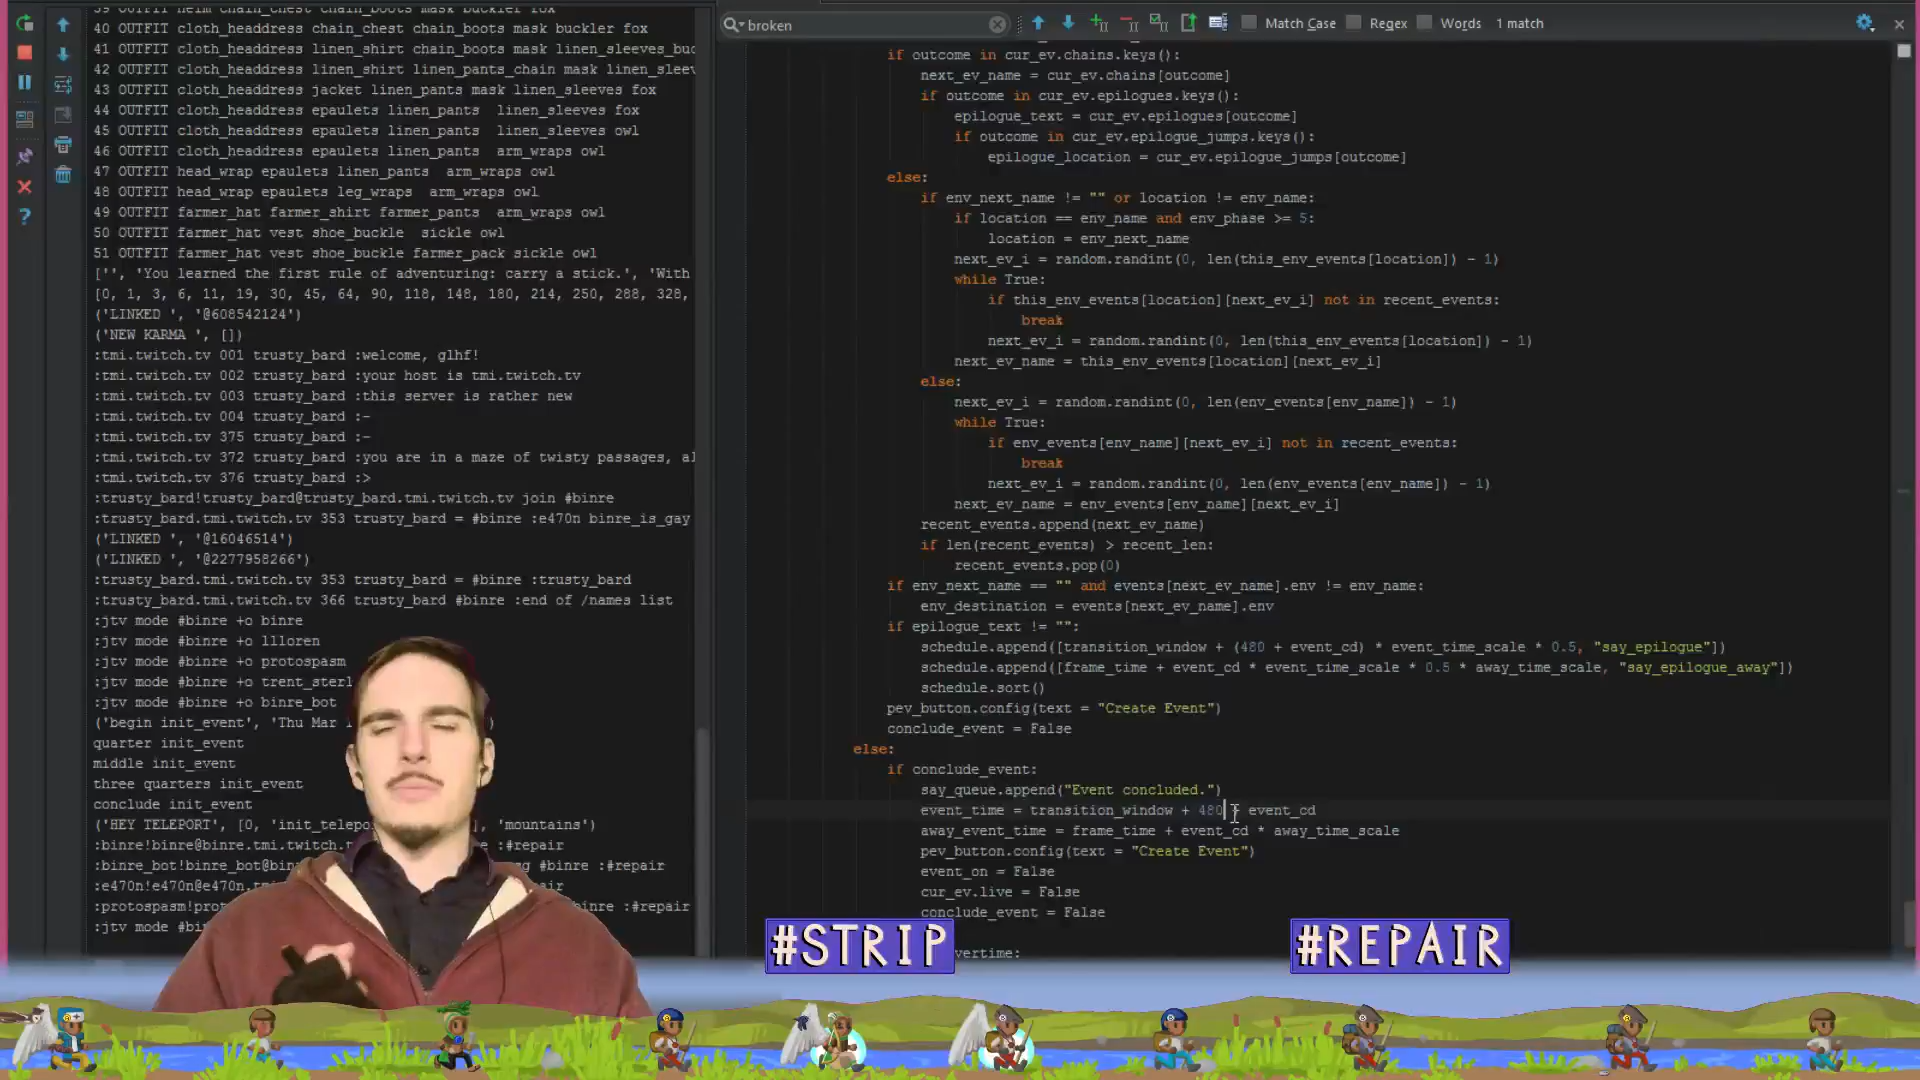 39 OUTFIT helm chain_chest chain_boots mask buckler fox
40 OUTFIT cloth_headdress chain_chest chain_boots mask buckler fox
41 OUTFIT cloth_headdress linen_shirt chain_boots mask linen_sleeves_buc
42 OUTFIT cloth_headdress linen_shirt linen_pants_chain mask linen_sleev
43 OUTFIT cloth_headdress jacket linen_pants mask linen_sleeves fox
44 OUTFIT cloth_headdress epaulets linen_pants  linen_sleeves fox
45 OUTFIT cloth_headdress epaulets linen_pants  linen_sleeves owl
46 OUTFIT cloth_headdress epaulets linen_pants  arm_wraps owl
47 OUTFIT head_wrap epaulets linen_pants  arm_wraps owl
48 OUTFIT head_wrap epaulets leg_wraps  arm_wraps owl
49 OUTFIT farmer_hat farmer_shirt farmer_pants  arm_wraps owl
50 OUTFIT farmer_hat vest shoe_buckle  sickle owl
51 OUTFIT farmer_hat vest shoe_buckle farmer_pack sickle owl
['', 'You learned the first rule of adventuring: carry a stick.', 'With
[0, 1, 3, 6, 11, 19, 30, 45, 64, 90, 118, 148, 180, 214, 250, 288, 328,
('LINKED ', '@608542124')
('NEW KARMA ', [])
:tmi.twitch.tv 001 trusty_bard :welcome, glhf!
:tmi.twitch.tv 002 trusty_bard :your host is tmi.twitch.tv
:tmi.twitch.tv 003 trusty_bard :this server is rather new
:tmi.twitch.tv 004 trusty_bard :-
:tmi.twitch.tv 375 trusty_bard :-
:tmi.twitch.tv 372 trusty_bard :you are in a maze of twisty passages, al
:tmi.twitch.tv 376 trusty_bard :>
:trusty_bard!trusty_bard@trusty_bard.tmi.twitch.tv join #binre
:trusty_bard.tmi.twitch.tv 353 trusty_bard = #binre :e470n binre_is_gay
('LINKED ', '@16046514')
('LINKED ', '@2277958266')
:trusty_bard.tmi.twitch.tv 353 trusty_bard = #binre :trusty_bard
:trusty_bard.tmi.twitch.tv 366 trusty_bard #binre :end of /names list
:jtv mode #binre +o binre
:jtv mode #binre +o llloren
:jtv mode #binre +o protospasm
:jtv mode #binre +o trent_sterl
:jtv mode #binre +o binre_bot
('begin init_event', 'Thu Mar ')
quarter init_event
middle init_event
three quarters init_event
conclude init_event
('HEY TELEPORT', [0, 'init_telepo ], 'mountains')
:binre!binre@binre.tmi.twitch.t e :#repair
:binre_bot!binre_bot@bin g #binre :#repair
:e470n!e470n@e470n.tmi pair
:protospasm!prot inre :#repair
:jtv mode #bin
broken
Match Case Regex Words 1 match
if outcome in cur_ev.chains.keys():
next_ev_name = cur_ev.chains[outcome]
if outcome in cur_ev.epilogues.keys():
epilogue_text = cur_ev.epilogues[outcome]
if outcome in cur_ev.epilogue_jumps.keys():
epilogue_location = cur_ev.epilogue_jumps[outcome]
else:
if env_next_name != "" or location != env_name:
if location == env_name and env_phase >= 5:
location = env_next_name
next_ev_i = random.randint(0, len(this_env_events[location]) - 1)
while True:
if this_env_events[location][next_ev_i] not in recent_events:
break
next_ev_i = random.randint(0, len(this_env_events[location]) - 1)
next_ev_name = this_env_events[location][next_ev_i]
else:
next_ev_i = random.randint(0, len(env_events[env_name]) - 1)
while True:
if env_events[env_name][next_ev_i] not in recent_events:
break
next_ev_i = random.randint(0, len(env_events[env_name]) - 1)
next_ev_name = env_events[env_name][next_ev_i]
recent_events.append(next_ev_name)
if len(recent_events) > recent_len:
recent_events.pop(0)
if env_next_name == "" and events[next_ev_name].env != env_name:
env_destination = events[next_ev_name].env
if epilogue_text != "":
schedule.append([transition_window + (480 + event_cd) * event_time_scale * 0.5, "say_epilogue"])
schedule.append([frame_time + event_cd * event_time_scale * 0.5 * away_time_scale, "say_epilogue_away"])
schedule.sort()
pev_button.config(text = "Create Event")
conclude_event = False
else:
if conclude_event:
say_queue.append("Event concluded.")
event_time = transition_window + 480 + event_cd
away_event_time = frame_time + event_cd * away_time_scale
pev_button.config(text = "Create Event")
event_on = False
cur_ev.live = False
conclude_event = False
vertime:
#STRIP
#REPAIR